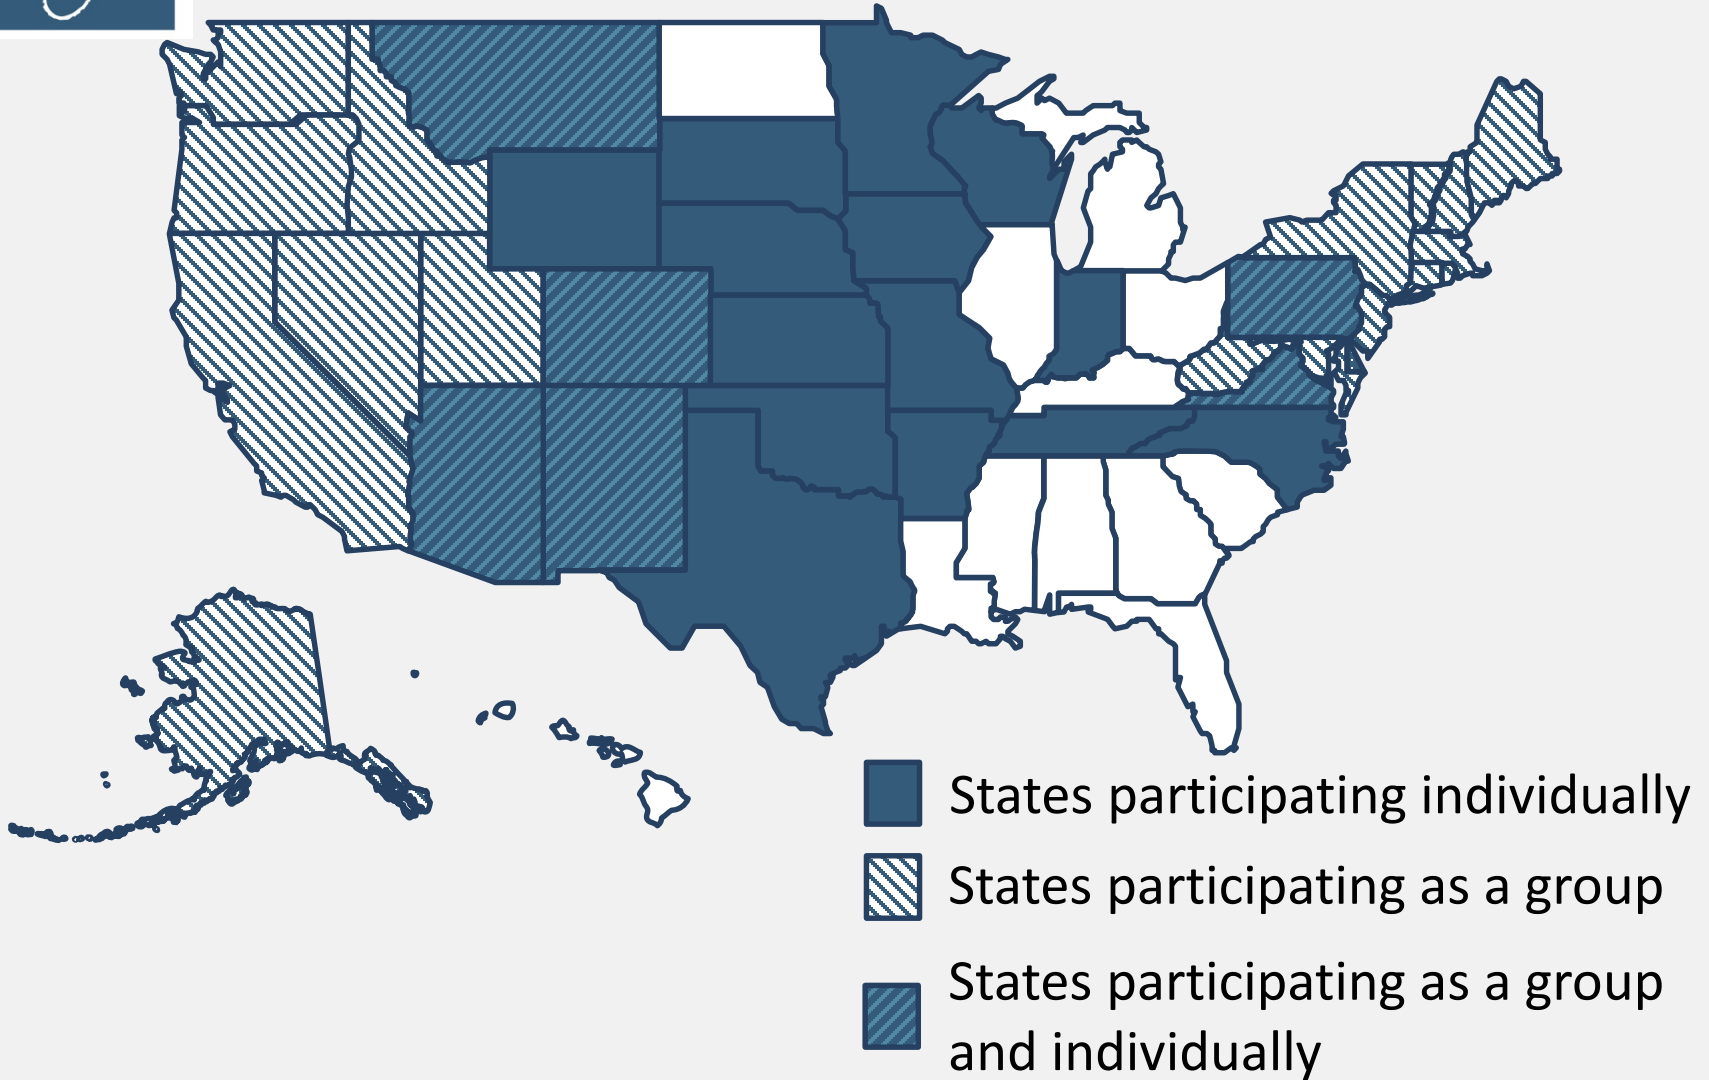 States participating individually
States participating as a group
States participating as a group
and individually